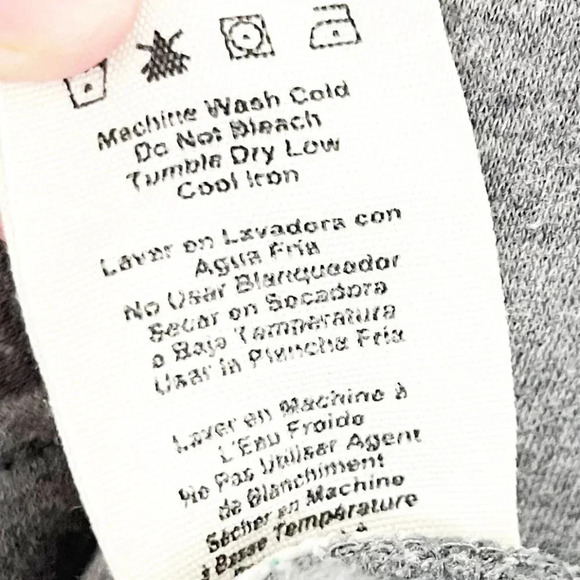 Machine Wash Cold
Do Not Bleach
Tumble Dry Low
Cool Iron
Laver en Lavadora con
Agua Fria
No Usar Blanqueador
Secar en Secadora
a Baja Temperatura
Usar la Plancha Fria
Laver en Machine à
L'Eau Froide
Ne Pas Utiliser Agent
de Blanchiment
Sécher en Machine
à Basse Température